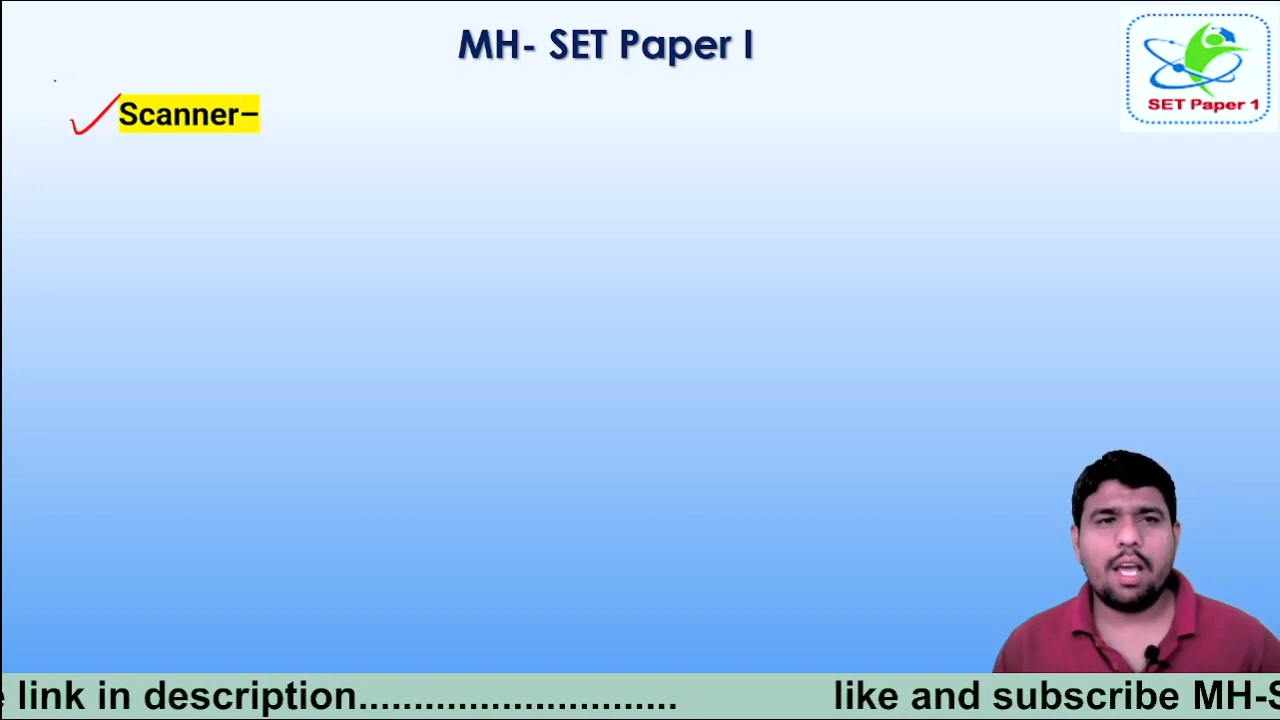 MH- SET Paper I
SET Paper 1
Scanner–
link in description............................. like and subscribe MH-S